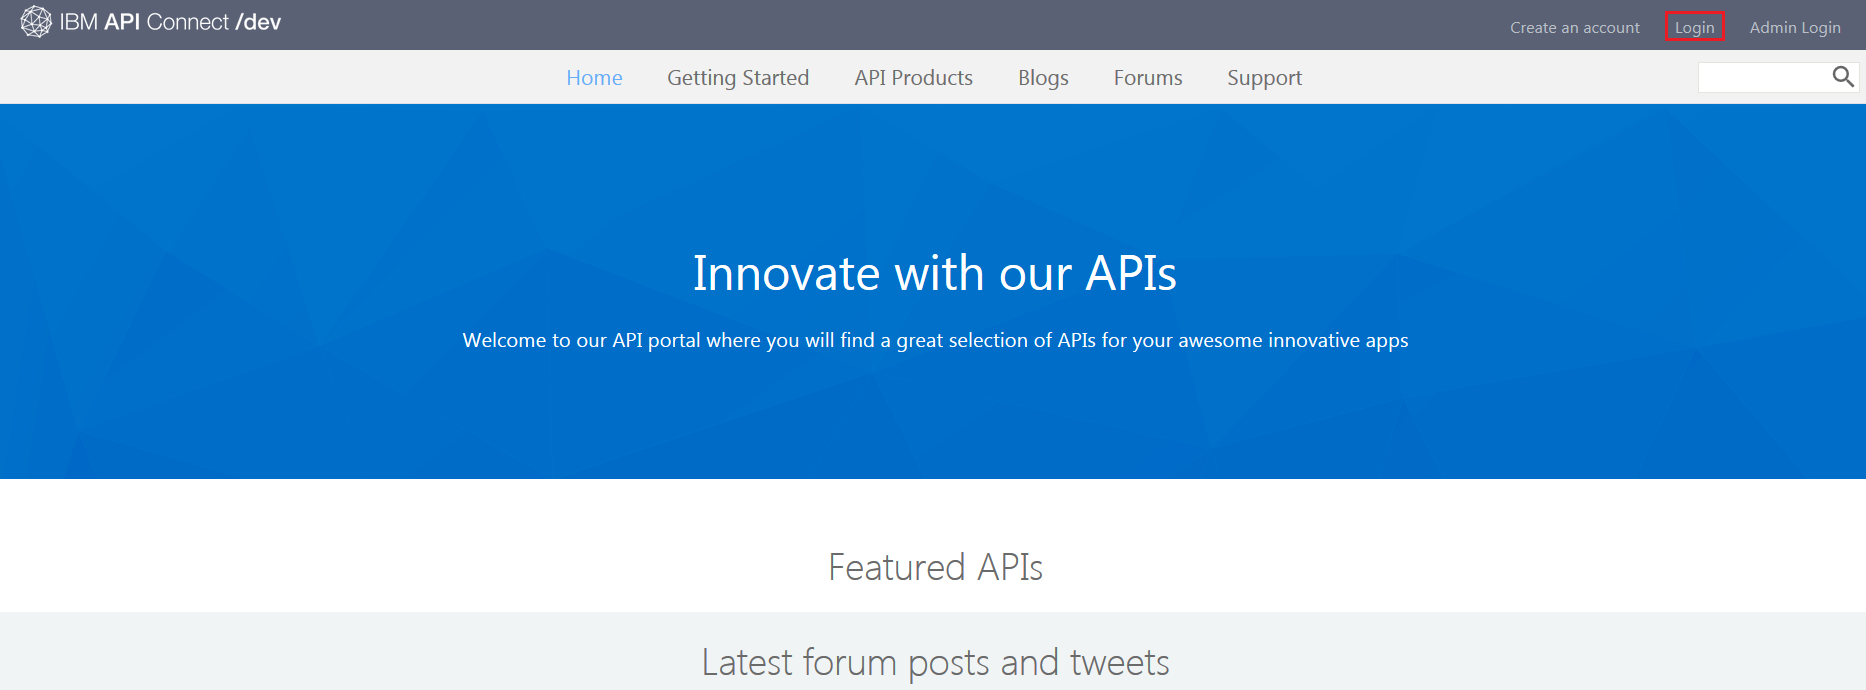 IBM API Connect /dev
Create an account Login Admin Login
Home Getting Started API Products Blogs Forums Support
Innovate with our APIs
Welcome to our API portal where you will find a great selection of APIs for your awesome innovative apps
Featured APIs
Latest forum posts and tweets